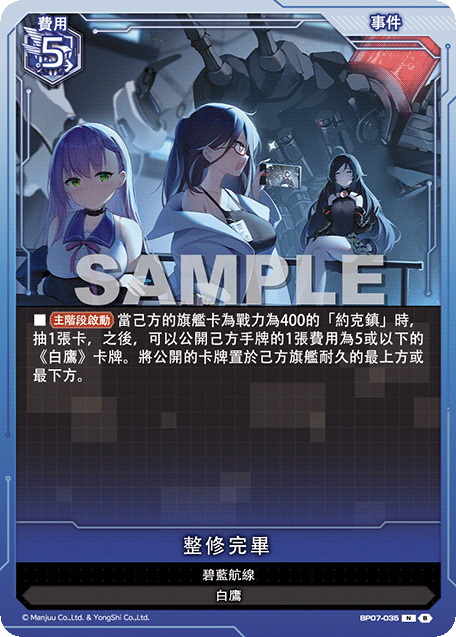 費用
事件
5
SAMPLE
■ 主階段啟動 當己方的旗艦卡為戰力為400的「約克鎮」時，
抽1張卡，之後，可以公開己方手牌的1張費用為5或以下的
《白鷹》卡牌。將公開的卡牌置於己方旗艦耐久的最上方或
最下方。
整修完畢
碧藍航線
白鷹
© Manjuu Co.,Ltd. & YongShi Co.,Ltd.
BP07-035 N B